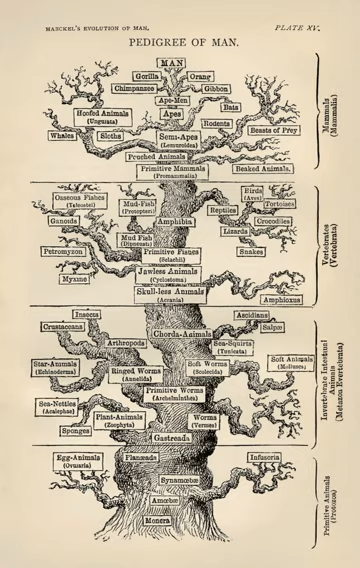 HAECKEL'S EVOLUTION OF MAN.
PLATE XV.
PEDIGREE OF MAN.
MAN
Gorilla
Orang
Chimpanzee
Gibbon
Ape-Men
Bats
Hoofed Animals
(Ungulata)
Apes
Rodents
Whales
Sloths
Semi-Apes
(Lemuroidea)
Beasts of Prey
Pouched Animals
Primitive Mammals
(Promammalia)
Beaked Animals.
Mammals
(Mammalia)
Osseous Fishes
(Teleostei)
Mud-Fish
(Protopteri)
Birds
(Aves)
Tortoises
Reptiles
Ganoids
Amphibia
Crocodiles
Lizards
Mud Fish
(Dipneusta)
Petromyzon
Primitive Fishes
(Selachii)
Snakes
Jawless Animals
(Cyclostoma)
Myxine
Skull-less Animals
(Acrania)
Amphioxus
Vertebrates
(Vertebrata)
Insects
Ascidians
Crustaceans
Salpæ
Chorda-Animals
Arthropods
Sea-Squirts
(Tunicata)
Star-Animals
(Echinoderma)
Ringed Worms
(Annelida)
Soft Worms
(Scolecida)
Soft Animals
(Molluscs)
Primitive Worms
(Archelminthes)
Sea-Nettles
(Acalephae)
Plant-Animals
(Zoophyta)
Worms
(Vermes)
Sponges
Gastreada
Invertebrate Intestinal
Animals
(Metazoa Evertebrata)
Egg-Animals
(Ovularia)
Planæada
Infusoria
Synamœbæ
Amœbæ
Monera
Primitive Animals
(Protozoa)